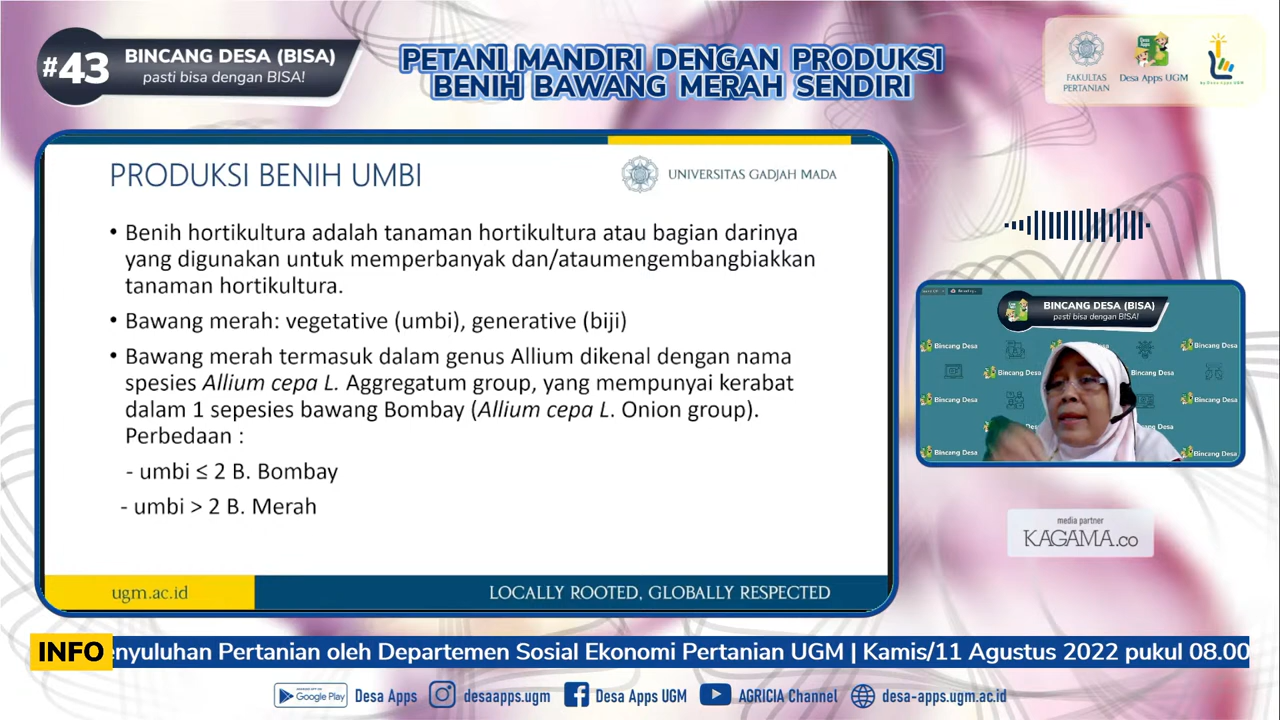 #43
BINCANG DESA (BISA)
pasti bisa dengan BISA!
PETANI MANDIRI DENGAN PRODUKSI
BENIH BAWANG MERAH SENDIRI
FAKULTAS
PERTANIAN
Desa Apps UGM
PRODUKSI BENIH UMBI
UNIVERSITAS GADJAH MADA
• Benih hortikultura adalah tanaman hortikultura atau bagian darinya
yang digunakan untuk memperbanyak dan/ataumengembangbiakkan
tanaman hortikultura.
• Bawang merah: vegetative (umbi), generative (biji)
• Bawang merah termasuk dalam genus Allium dikenal dengan nama
spesies Allium cepa L. Aggregatum group, yang mempunyai kerabat
dalam 1 sepesies bawang Bombay (Allium cepa L. Onion group).
Perbedaan :
- umbi ≤ 2 B. Bombay
- umbi > 2 B. Merah
ugm.ac.id
LOCALLY ROOTED, GLOBALLY RESPECTED
BINCANG DESA (BISA)
pasti bisa dengan BISA!
Bincang Desa
Bincang Desa
Bincang Desa
Bincang Desa
Bincang Desa
Bincang Desa
Bincang Desa
Bincang Desa
media partner
KAGAMA.co
INFO
enyuluhan Pertanian oleh Departemen Sosial Ekonomi Pertanian UGM | Kamis/11 Agustus 2022 pukul 08.00
Google Play
Desa Apps
desaapps.ugm
Desa Apps UGM
AGRICIA Channel
desa-apps.ugm.ac.id